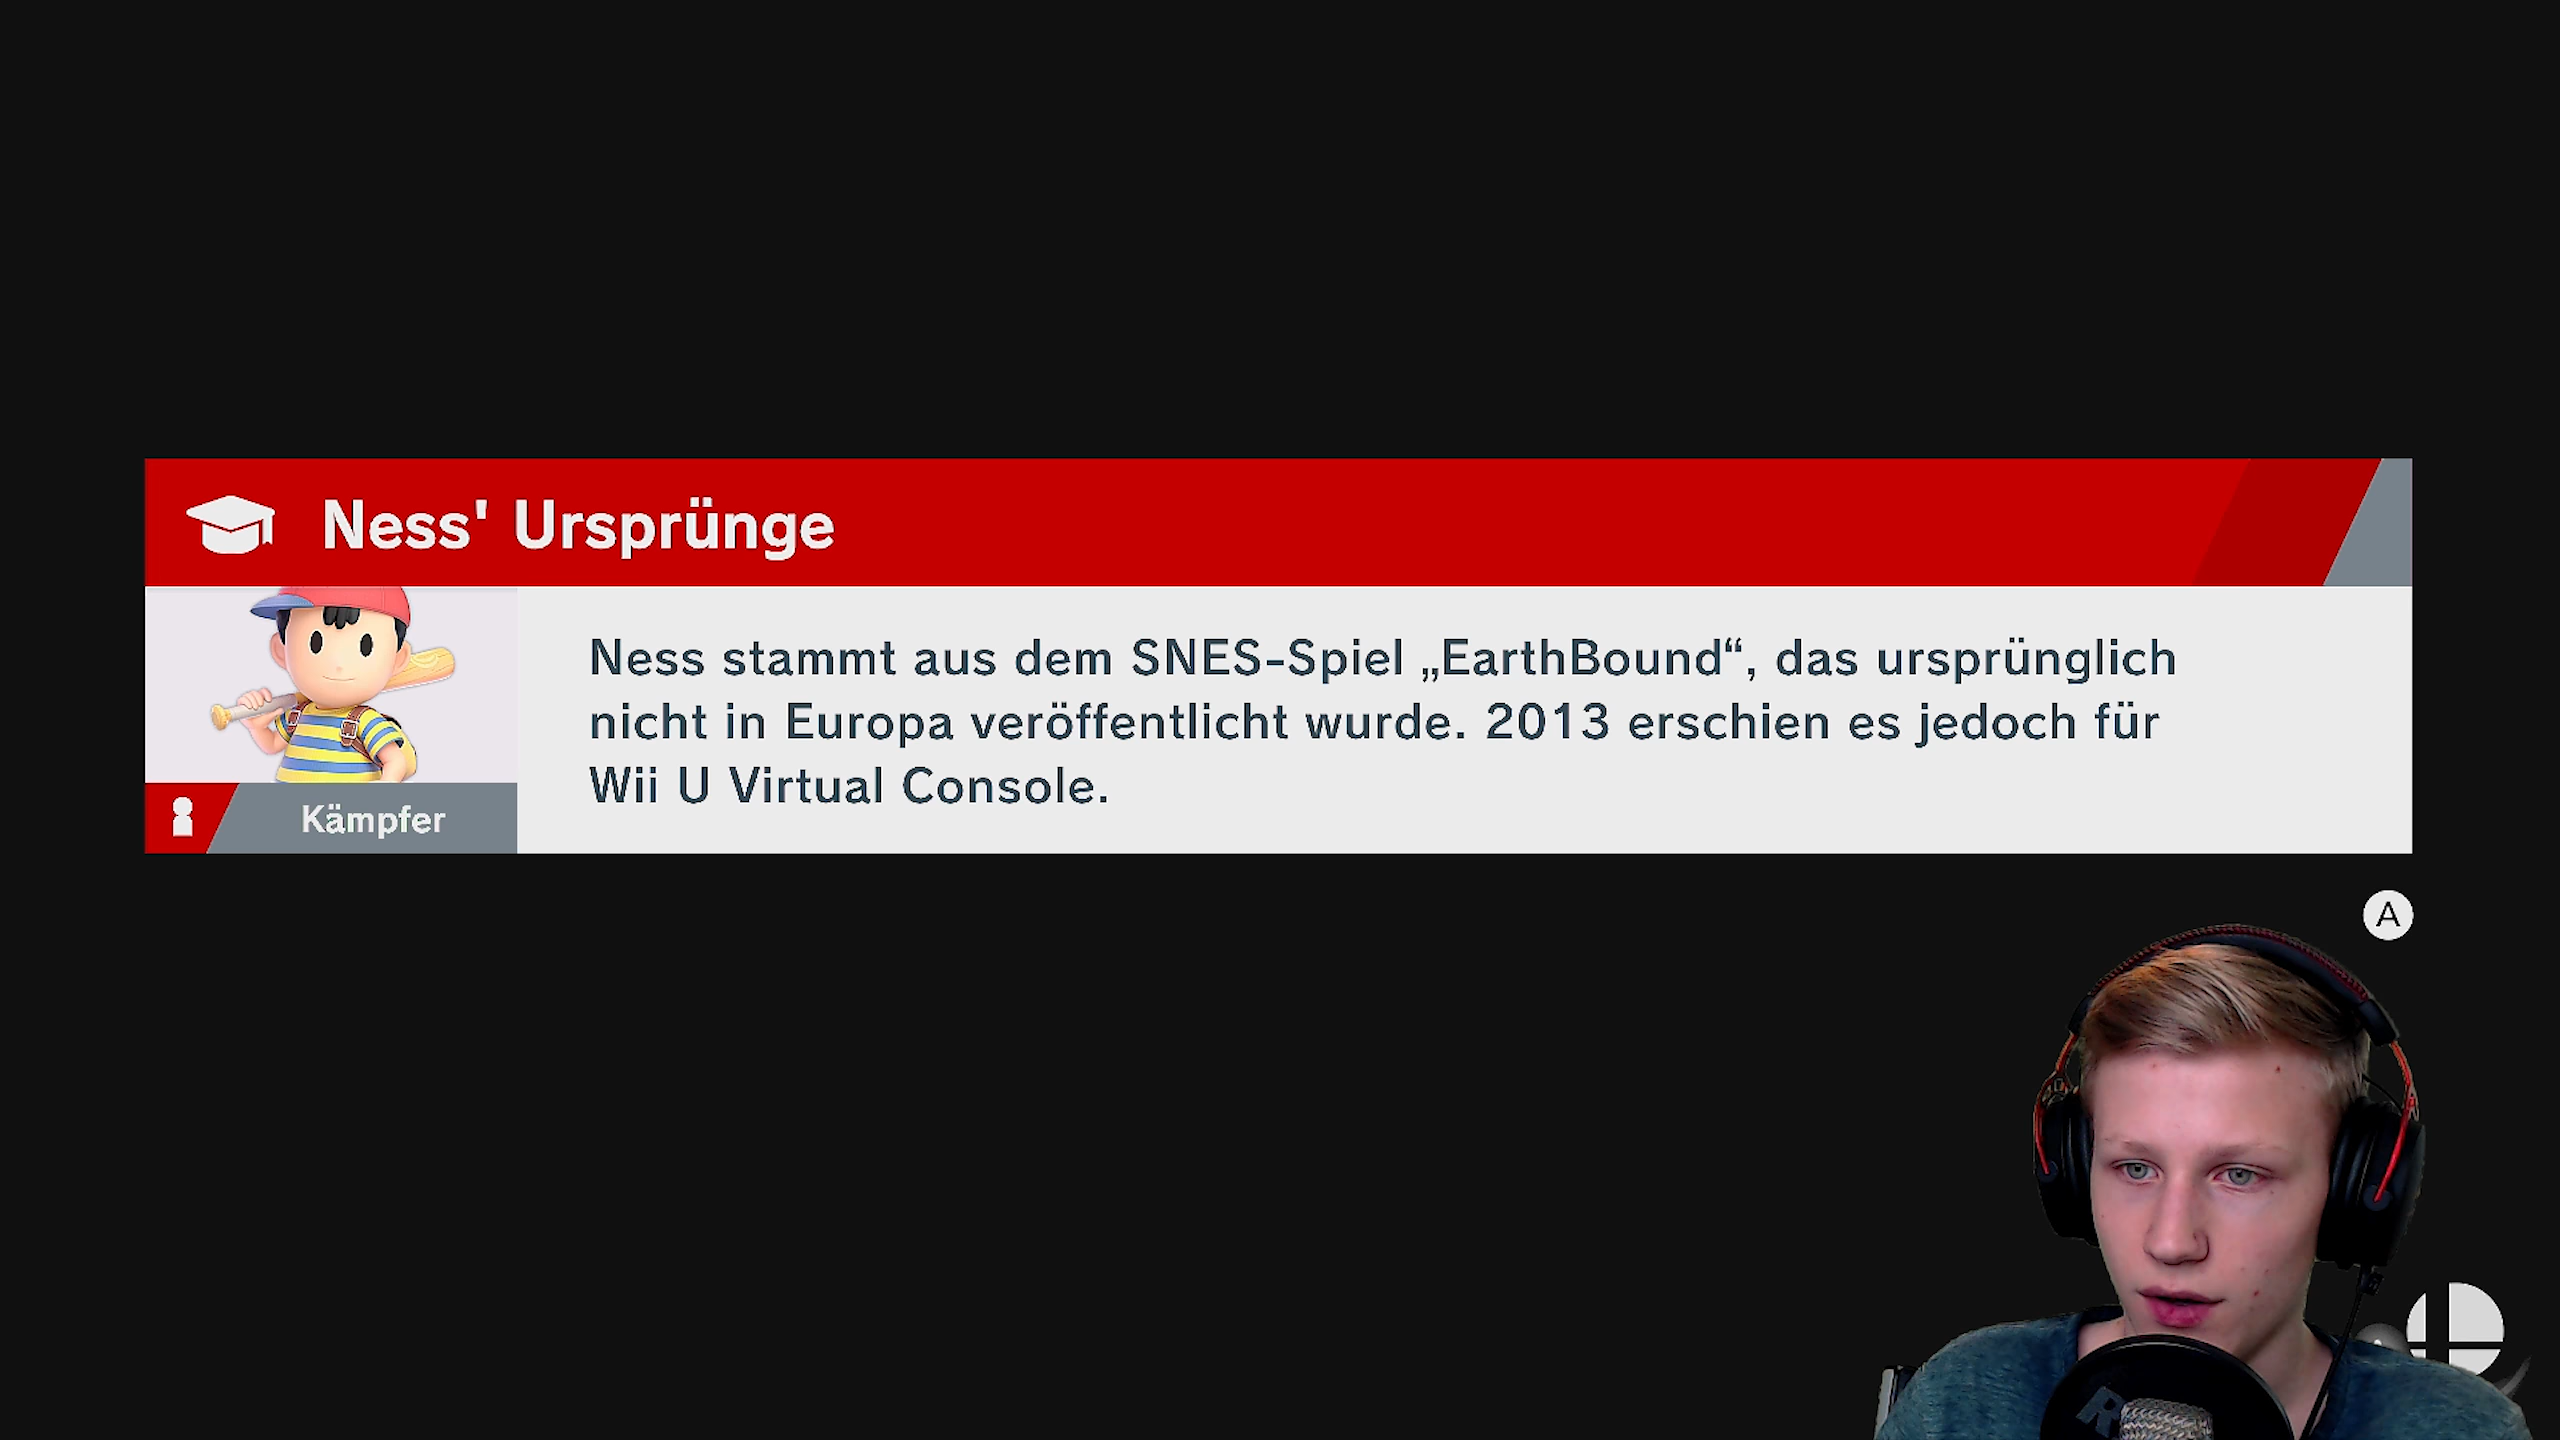 Ness' Ursprünge
Ness stammt aus dem SNES-Spiel „EarthBound“, das ursprünglich
nicht in Europa veröffentlicht wurde. 2013 erschien es jedoch für
Wii U Virtual Console.
Kämpfer
A